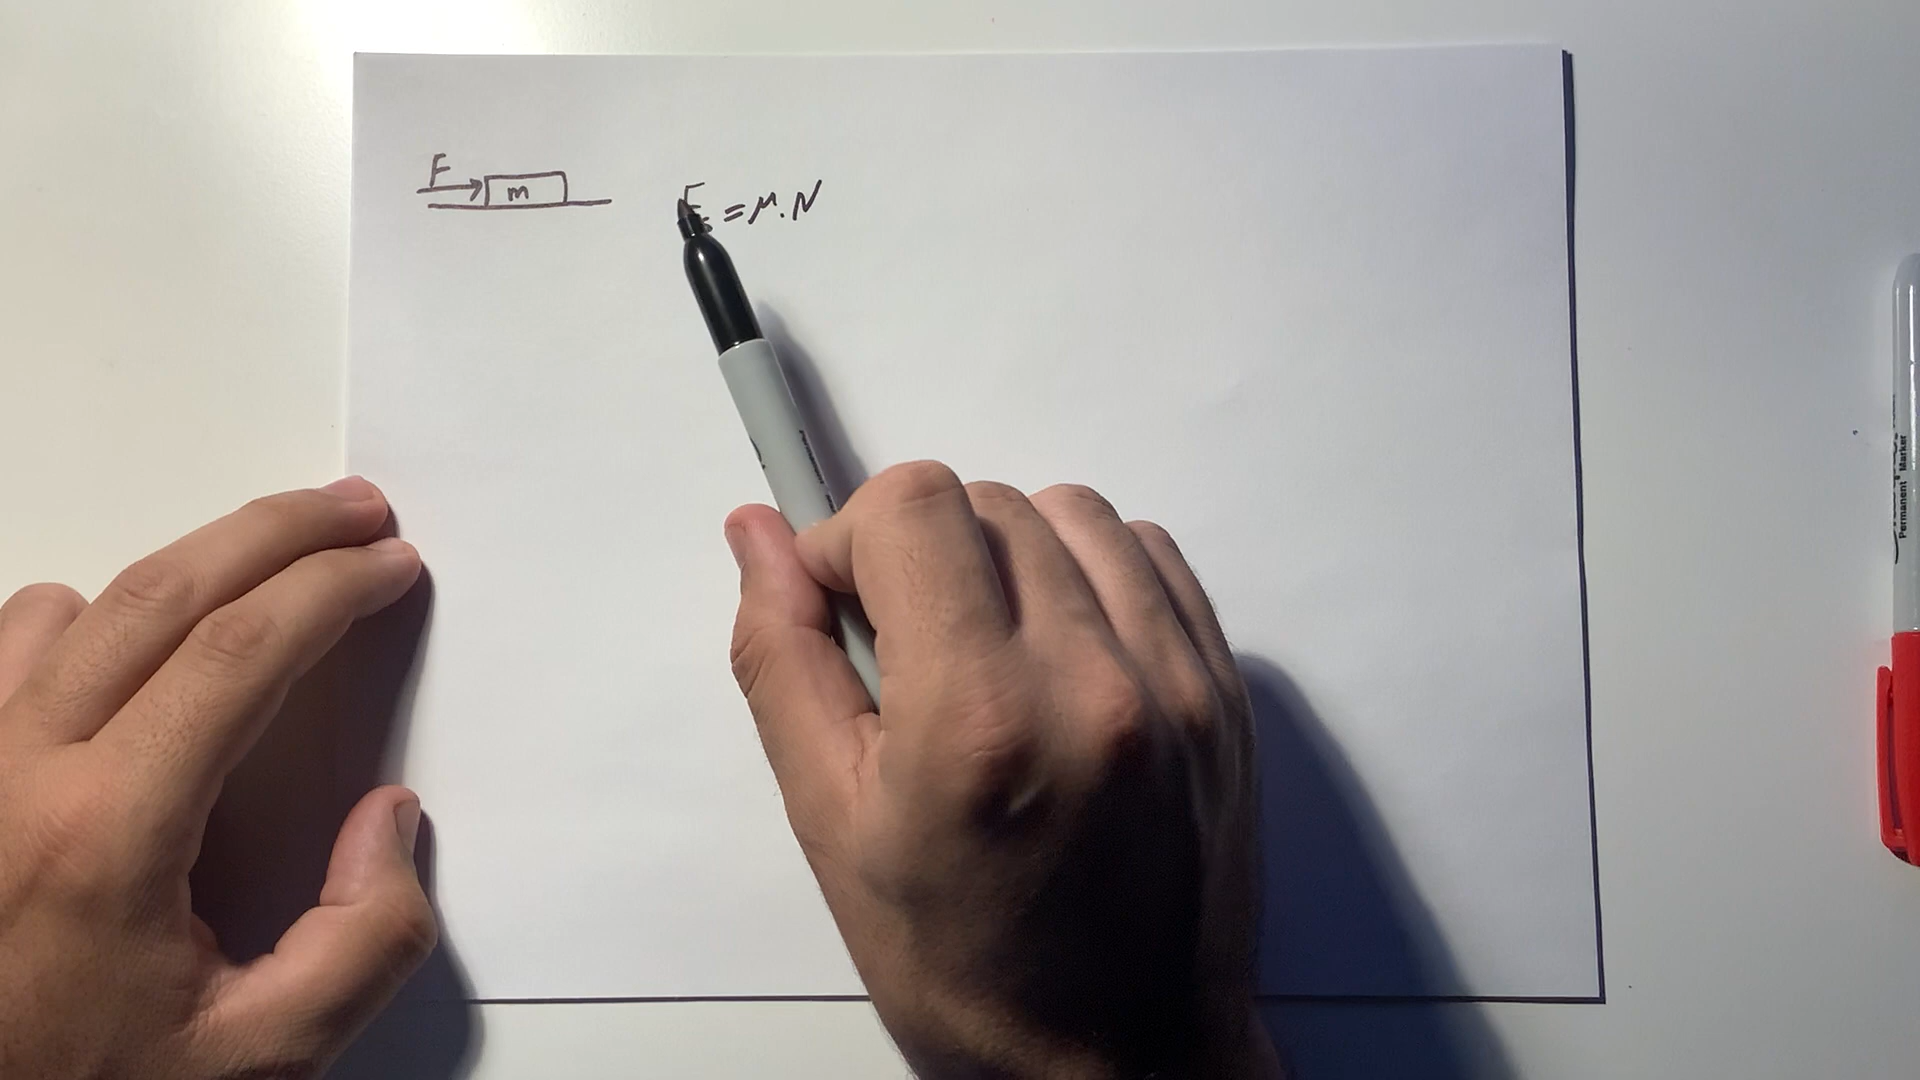 F
m
F = μ.N
Permanent Marker